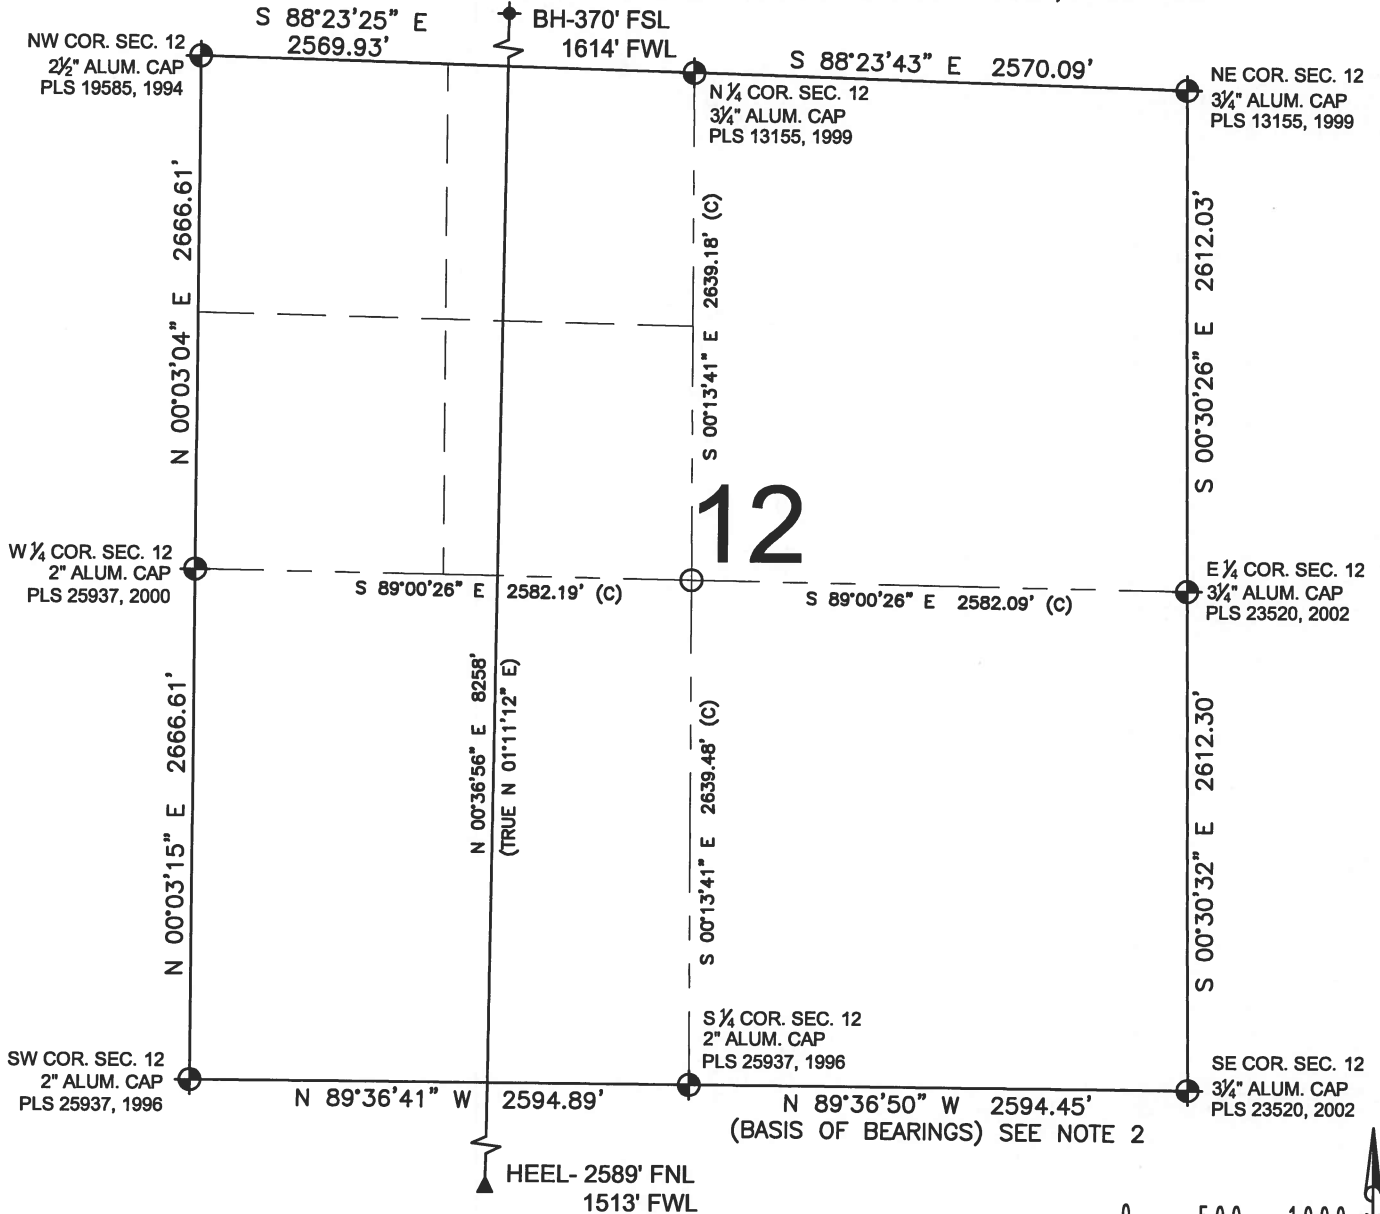 S 88°23'25" E
2569.93'
BH-370' FSL
1614' FWL
NW COR. SEC. 12
2½" ALUM. CAP
PLS 19585, 1994
S 88°23'43" E 2570.09'
N ¼ COR. SEC. 12
3¼" ALUM. CAP
PLS 13155, 1999
NE COR. SEC. 12
3¼" ALUM. CAP
PLS 13155, 1999
N 00°03'04" E 2666.61'
S 00°13'41" E 2639.18' (C)
S 00°30'26" E 2612.03'
12
W ¼ COR. SEC. 12
2" ALUM. CAP
PLS 25937, 2000
S 89°00'26" E 2582.19' (C)
S 89°00'26" E 2582.09' (C)
E ¼ COR. SEC. 12
3¼" ALUM. CAP
PLS 23520, 2002
N 00°03'15" E 2666.61'
N 00°36'56" E 8258'
(TRUE N 01°11'12" E)
S 00°13'41" E 2639.48' (C)
S 00°30'32" E 2612.30'
S ¼ COR. SEC. 12
2" ALUM. CAP
PLS 25937, 1996
SW COR. SEC. 12
2" ALUM. CAP
PLS 25937, 1996
SE COR. SEC. 12
3¼" ALUM. CAP
PLS 23520, 2002
N 89°36'41" W 2594.89'
N 89°36'50" W 2594.45'
(BASIS OF BEARINGS) SEE NOTE 2
HEEL- 2589' FNL
1513' FWL